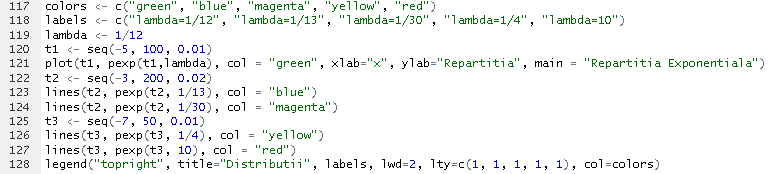 117 colors <- c("green", "blue", "magenta", "yellow", "red")
118 labels <- c("lambda=1/12", "lambda=1/13", "lambda=1/30", "lambda=1/4", "lambda=10")
119 lambda <- 1/12
120 t1 <- seq(-5, 100, 0.01)
121 plot(t1, pexp(t1,lambda), col = "green", xlab="x", ylab="Repartitia", main = "Repartitia Exponentiala")
122 t2 <- seq(-3, 200, 0.02)
123 lines(t2, pexp(t2, 1/13), col = "blue")
124 lines(t2, pexp(t2, 1/30), col = "magenta")
125 t3 <- seq(-7, 50, 0.01)
126 lines(t3, pexp(t3, 1/4), col = "yellow")
127 lines(t3, pexp(t3, 10), col = "red")
128 legend("topright", title="Distributii", labels, lwd=2, lty=c(1, 1, 1, 1, 1), col=colors)